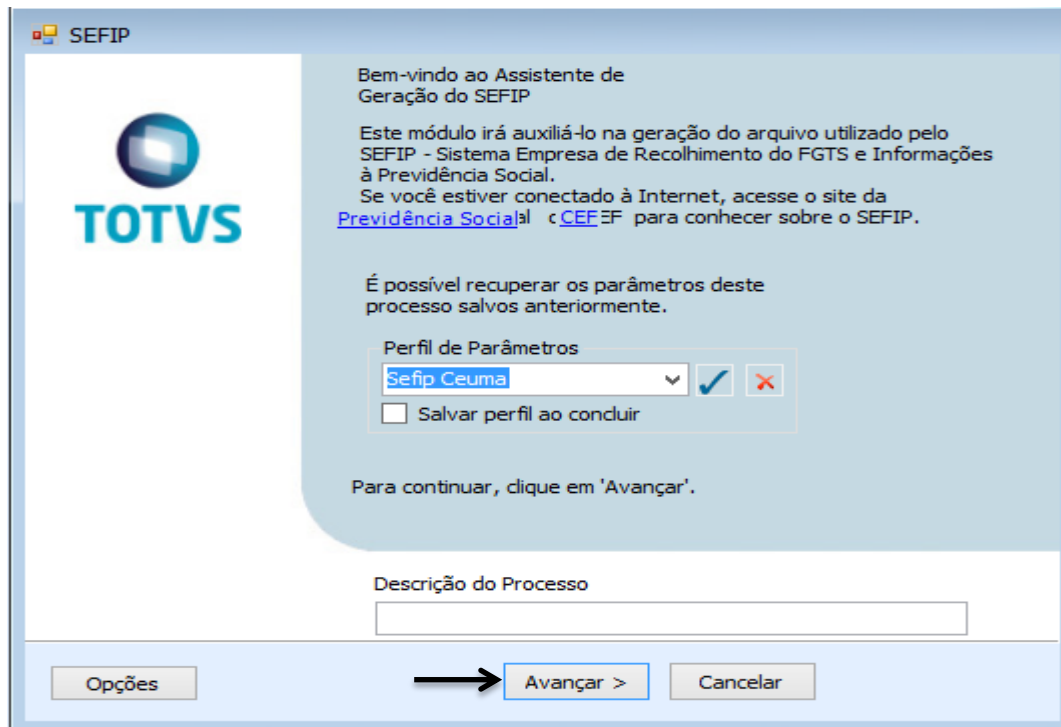 SEFIP
TOTVS
Bem-vindo ao Assistente de
Geração do SEFIP
Este módulo irá auxiliá-lo na geração do arquivo utilizado pelo
SEFIP - Sistema Empresa de Recolhimento do FGTS e Informações
à Previdência Social.
Se você estiver conectado à Internet, acesse o site da
Previdência Social CEF para conhecer sobre o SEFIP.
É possível recuperar os parâmetros deste
processo salvos anteriormente.
Perfil de Parâmetros
Sefip Ceuma
Salvar perfil ao concluir
Para continuar, clique em 'Avançar'.
Descrição do Processo
Opções
Avançar >
Cancelar